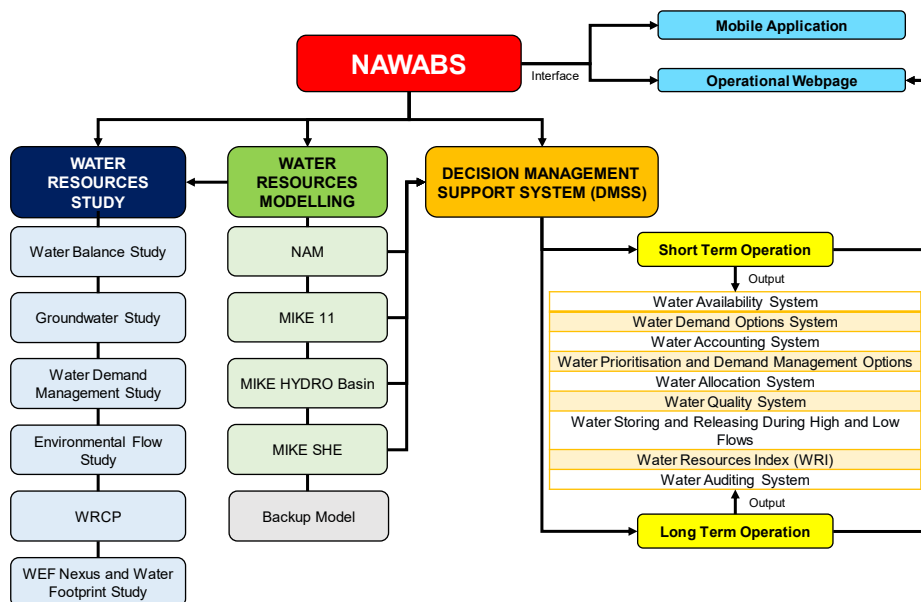 NAWABS
Interface
Mobile Application
Operational Webpage
WATER
RESOURCES
STUDY
WATER
RESOURCES
MODELLING
DECISION MANAGEMENT
SUPPORT SYSTEM (DMSS)
Water Balance Study
Groundwater Study
Water Demand
Management Study
Environmental Flow
Study
WRCP
WEF Nexus and Water
Footprint Study
NAM
MIKE 11
MIKE HYDRO Basin
MIKE SHE
Backup Model
Short Term Operation
Output
Water Availability System
Water Demand Options System
Water Accounting System
Water Prioritisation and Demand Management Options
Water Allocation System
Water Quality System
Water Storing and Releasing During High and Low
Flows
Water Resources Index (WRI)
Water Auditing System
Output
Long Term Operation